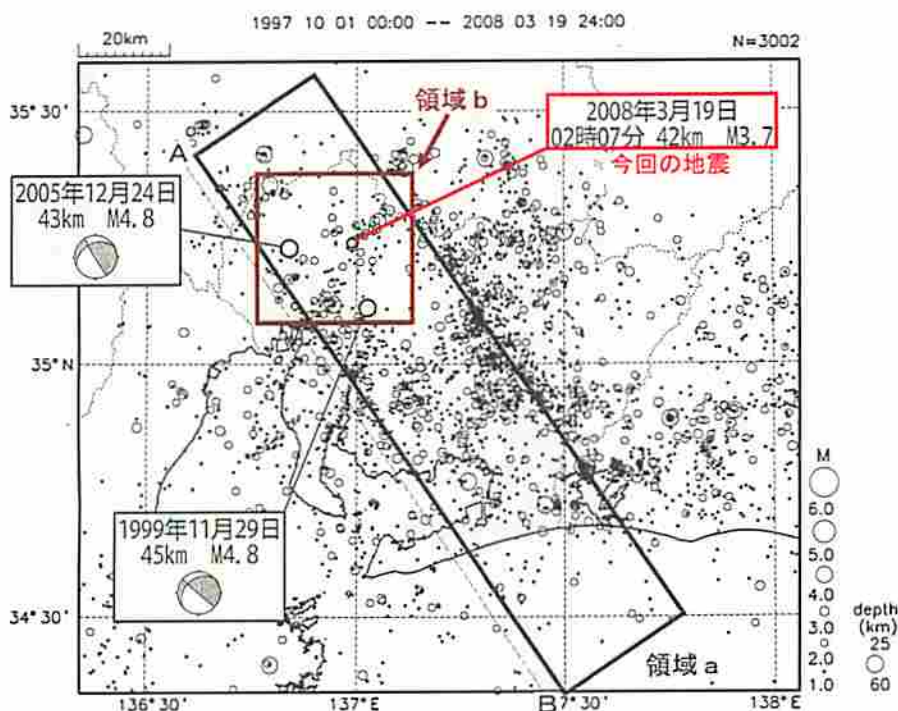 1997 10 01 00:00 -- 2008 03 19 24:00
20km
N=3002
35°30'
領域b
2008年3月19日
02時07分 42km M3.7
今回の地震
A
2005年12月24日
43km M4.8
35°N
1999年11月29日
45km M4.8
M
6.0
5.0
4.0
3.0
2.0
1.0
depth
(km)
25
60
34°30'
領域a
136°30'
137°E
B
137°30'
138°E